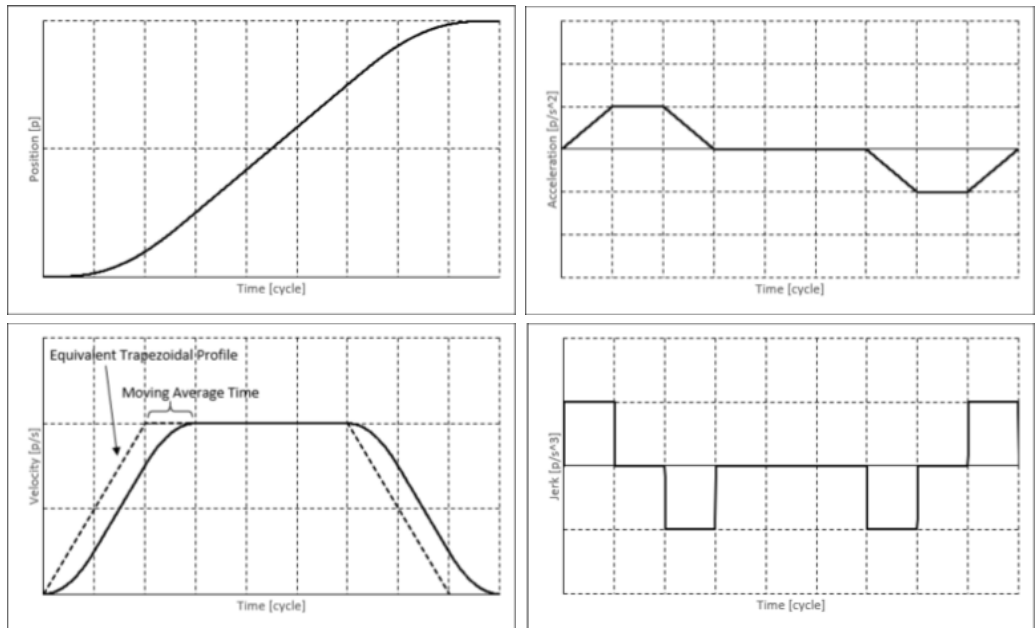 Position [p]
Time [cycle]
Acceleration [p/s^2]
Time [cycle]
Equivalent Trapezoidal Profile
Moving Average Time
Velocity [p/s]
Time [cycle]
Jerk [p/s^3]
Time [cycle]